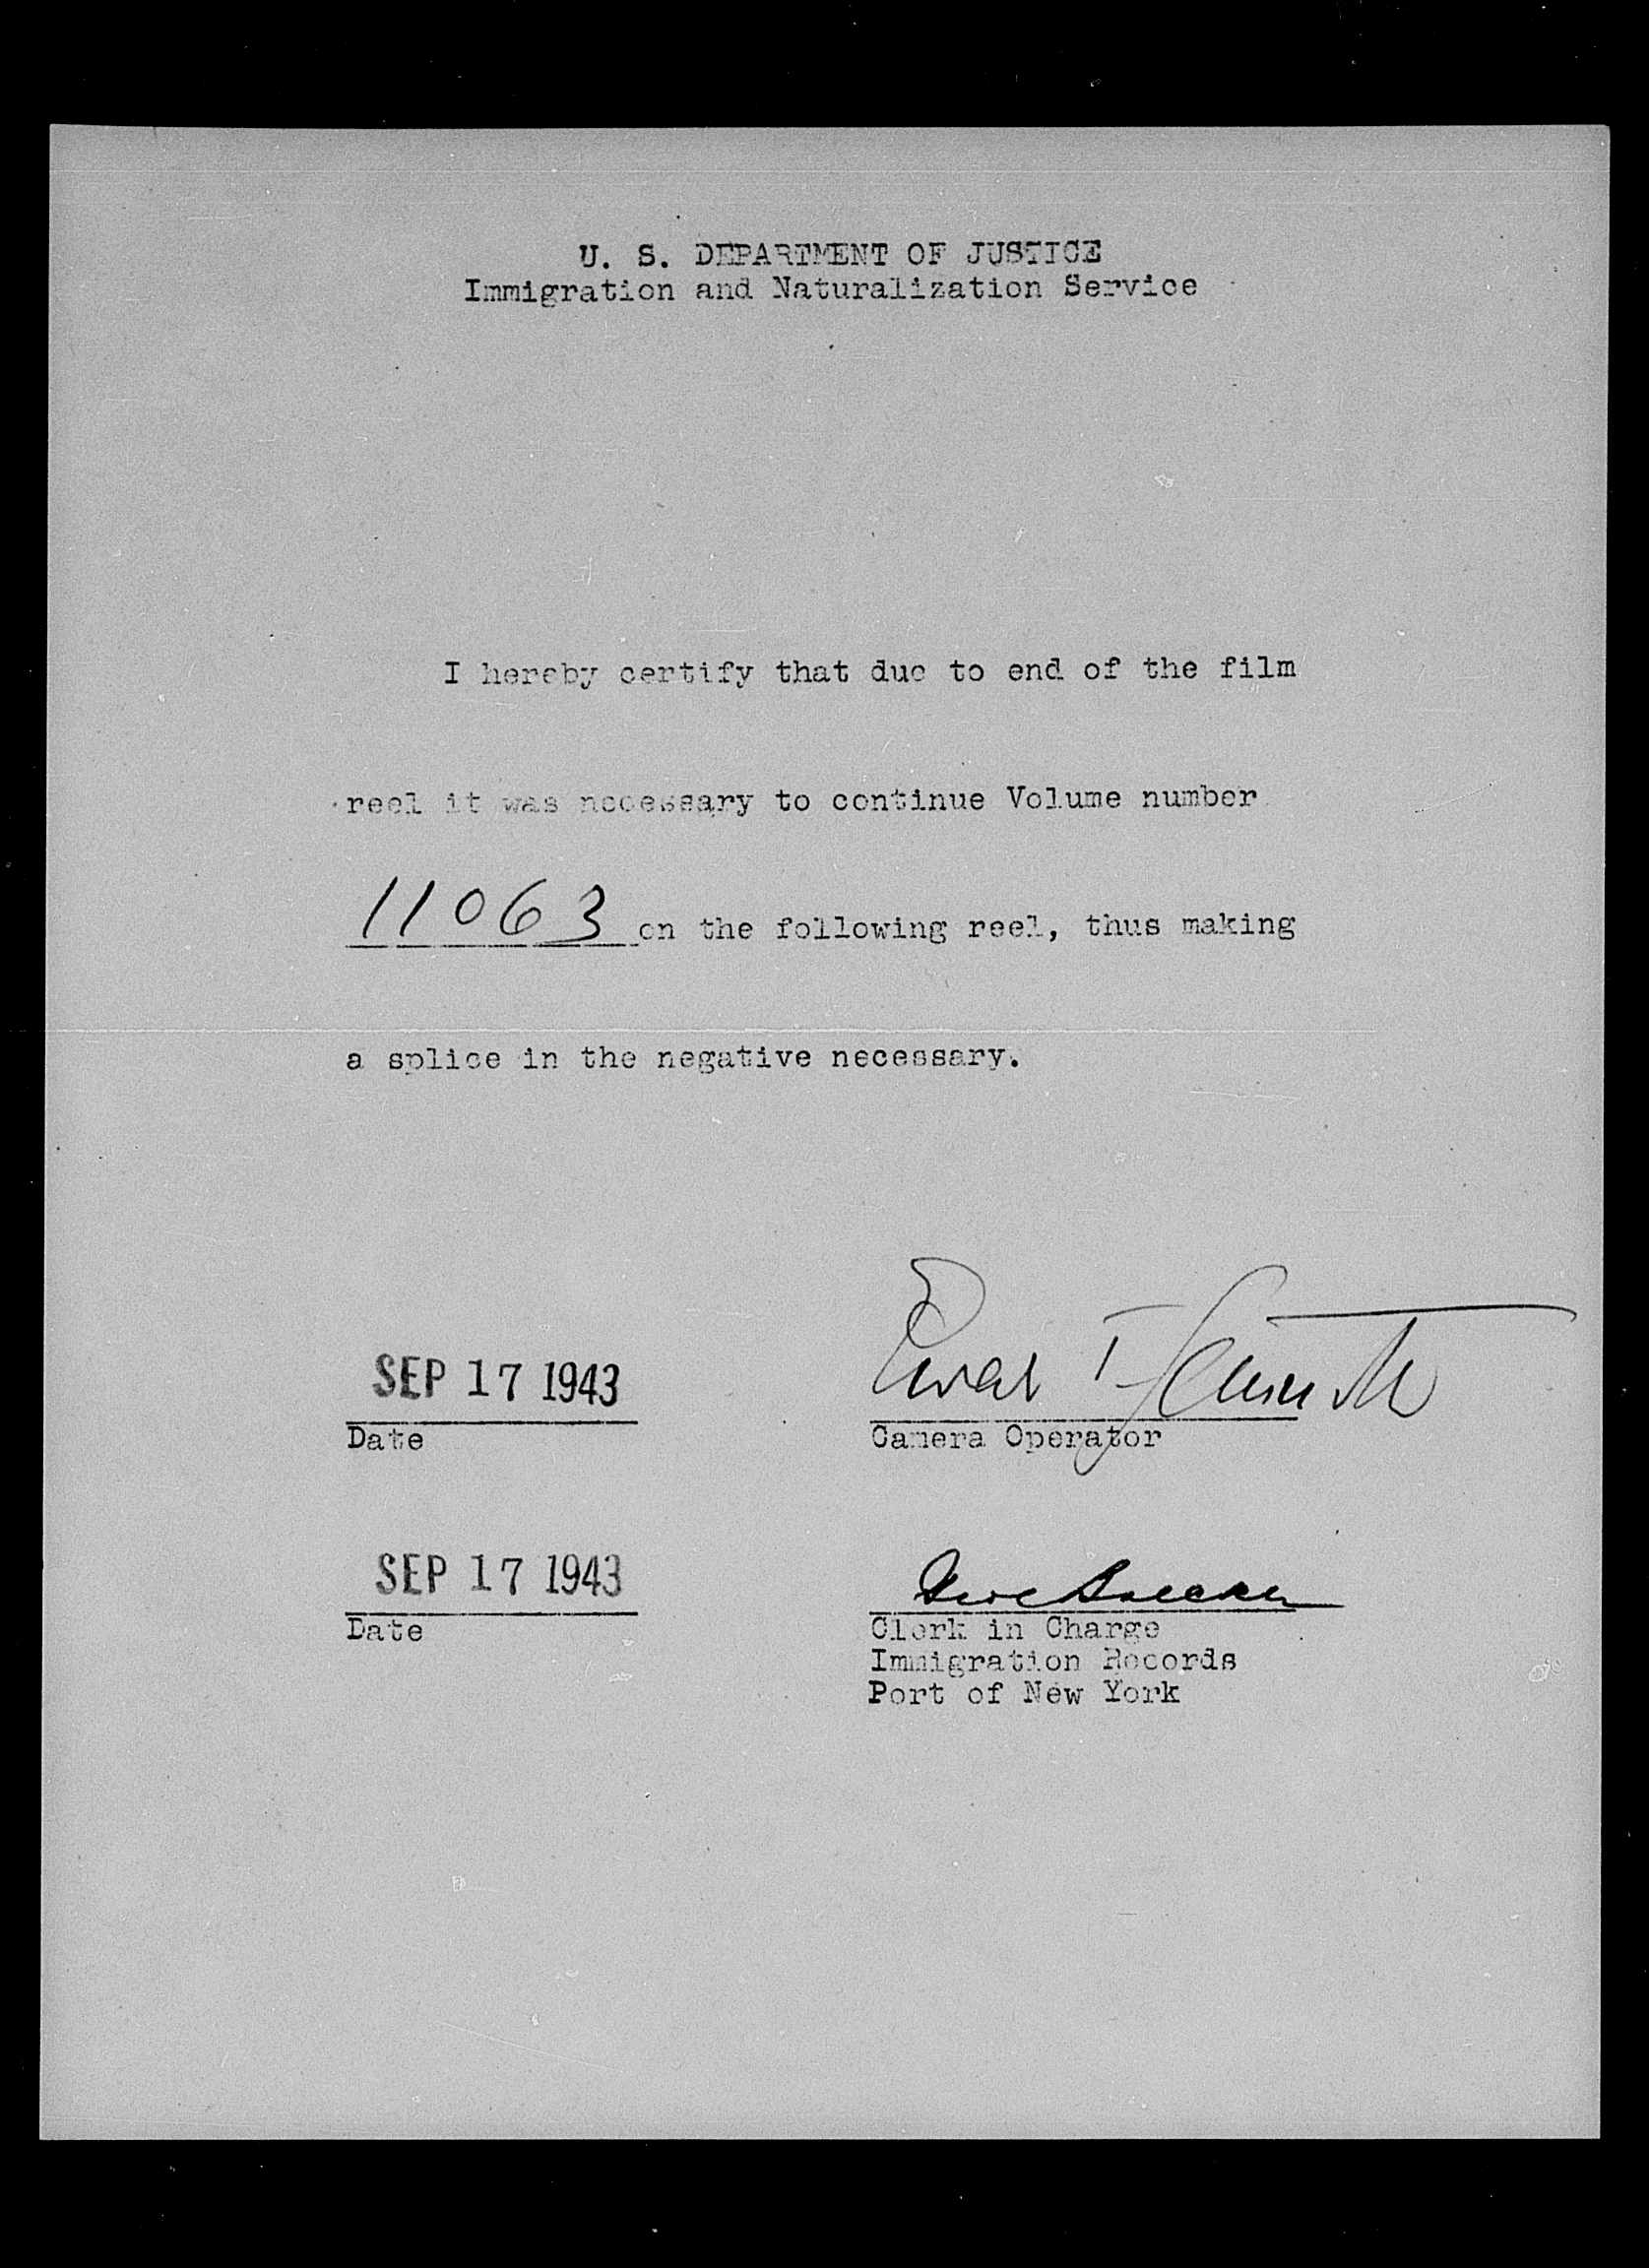 U. S. DEPARTMENT OF JUSTICE
Immigration and Naturalization Service
I hereby certify that due to end of the film
reel it was necessary to continue Volume number
11063 on the following reel, thus making
a splice in the negative necessary.
SEP 17 1943
Date
Camera Operator
SEP 17 1943
Date
Clerk in Charge
Immigration Records
Port of New York